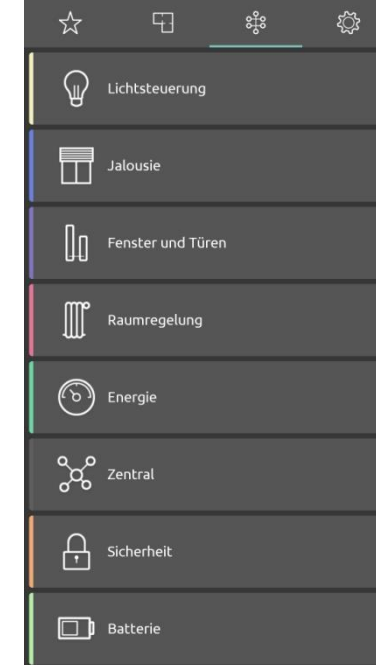 Lichtsteuerung
Jalousie
Fenster und Türen
Raumregelung
Energie
Zentral
Sicherheit
Batterie